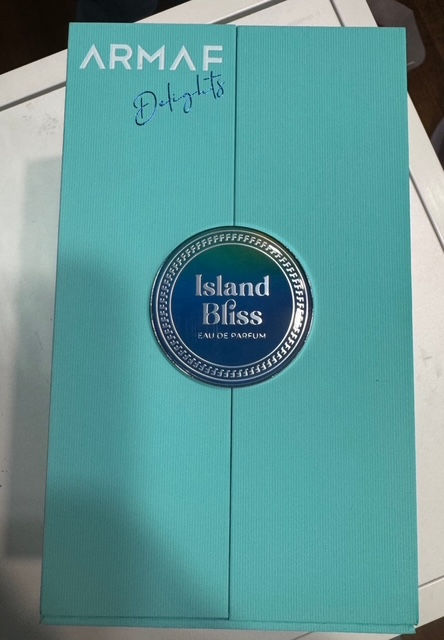 ARMAF
Delights
Island
Bliss
EAU DE PARFUM